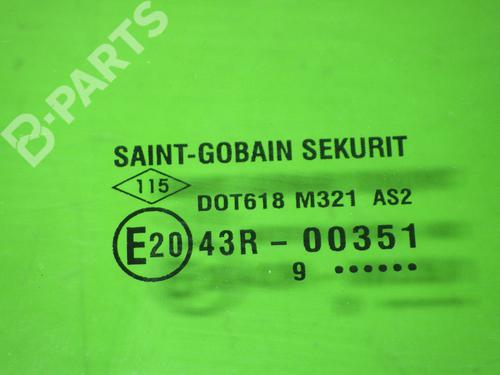 B-PARTS
SAINT-GOBAIN SEKURIT
115
DOT618 M321 AS2
E20 43R - 00351
9 ••••••